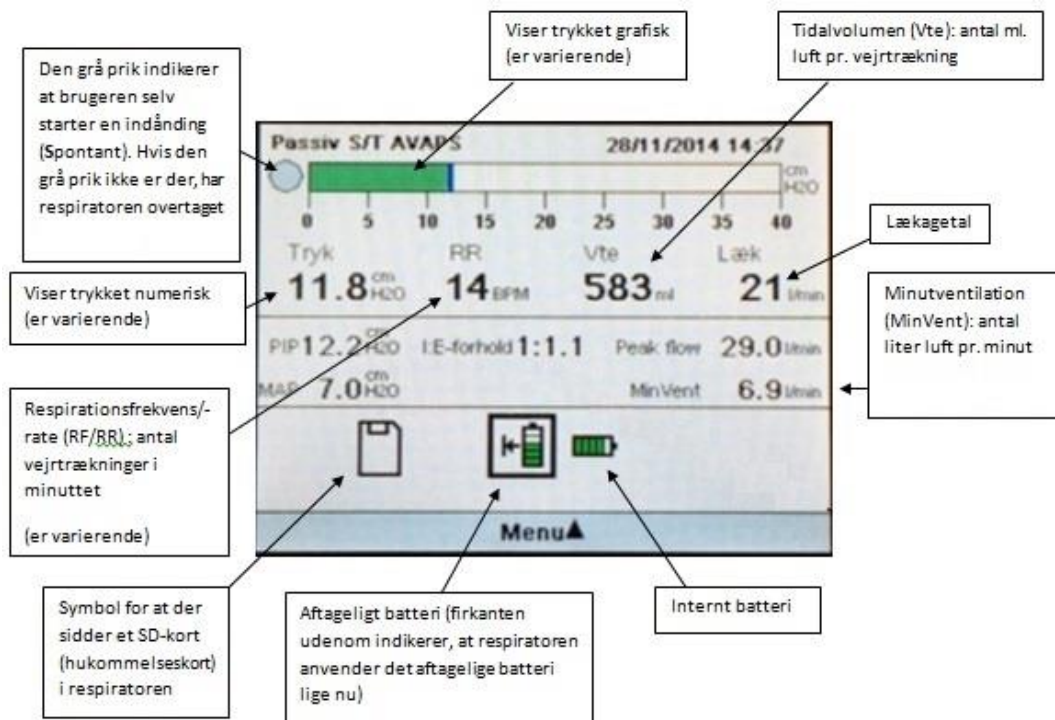 Viser trykket grafisk
(er varierende)
Tidalvolumen (Vte): antal ml.
luft pr. vejrtrækning
Den grå prik indikerer
at brugeren selv
starter en indånding
(Spontant). Hvis den
grå prik ikke er der, har
respiratoren overtaget
Passiv S/T AVAPS
28/11/2014 14:37
cm
H2O
0 5 10 15 20 25 30 35 40
Tryk RR Vte Læk
11.8 cm H2O 14 BPM 583 ml 21 l/min
PIP 12.2 cm H2O I:E-forhold 1:1.1 Peak flow 29.0 l/min
MAP 7.0 cm H2O MinVent 6.9 l/min
Menu▲
Lækagetal
Viser trykket numerisk
(er varierende)
Minutventilation
(MinVent): antal
liter luft pr. minut
Respirationsfrekvens/-
rate (RF/RR) ; antal
vejrtrækninger i
minuttet
(er varierende)
Symbol for at der
sidder et SD-kort
(hukommelseskort)
i respiratoren
Aftageligt batteri (firkanten
udenom indikerer, at respiratoren
anvender det aftagelige batteri
lige nu)
Internt batteri